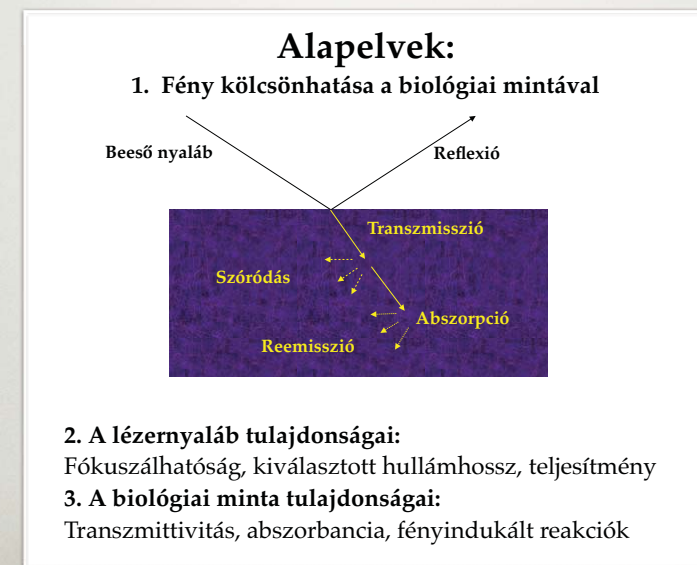 Alapelvek:
1. Fény kölcsönhatása a biológiai mintával
Beeső nyaláb
Reflexió
Transzmisszió
Szóródás
Abszorpció
Reemisszió
2. A lézernyaláb tulajdonságai:
Fókuszálhatóság, kiválasztott hullámhossz, teljesítmény
3. A biológiai minta tulajdonságai:
Transzmittivitás, abszorbancia, fényindukált reakciók